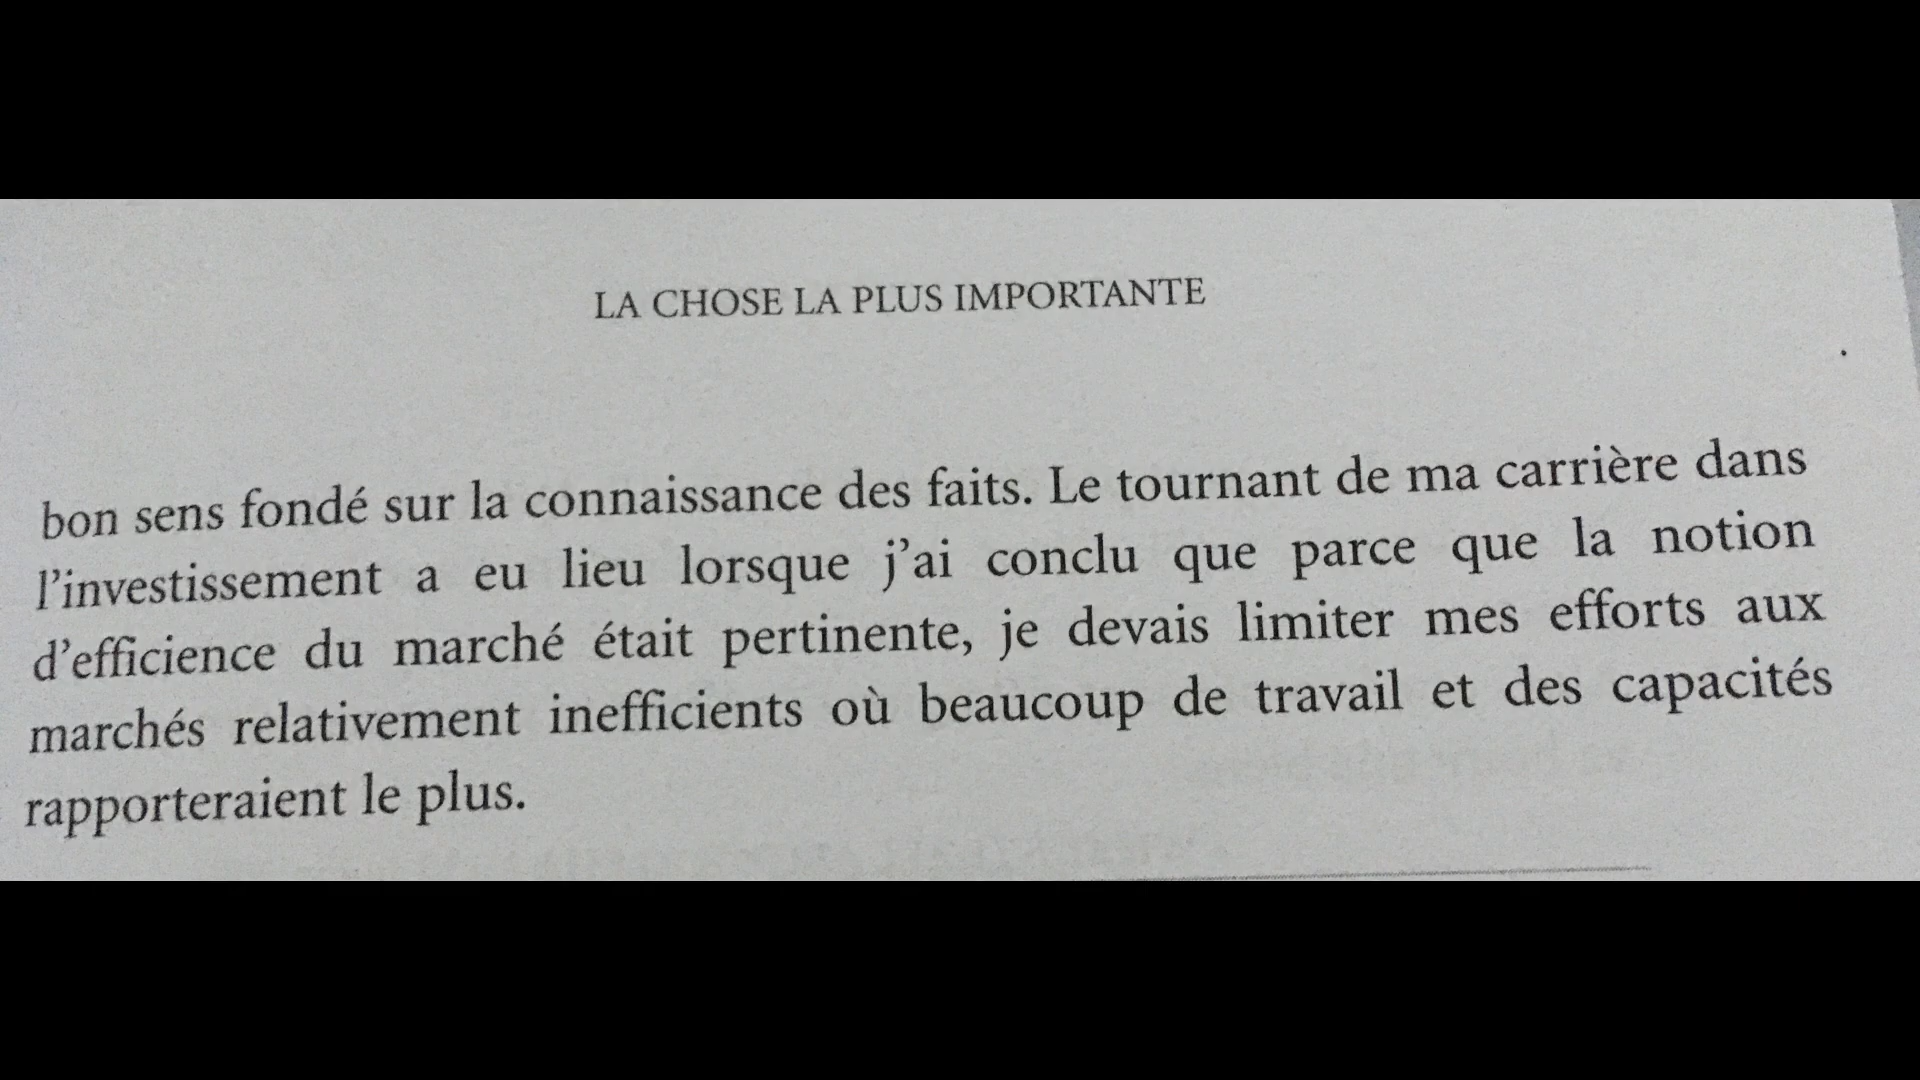 LA CHOSE LA PLUS IMPORTANTE
bon sens fondé sur la connaissance des faits. Le tournant de ma carrière dans
l’investissement a eu lieu lorsque j’ai conclu que parce que la notion
d’efficience du marché était pertinente, je devais limiter mes efforts aux
marchés relativement inefficients où beaucoup de travail et des capacités
rapporteraient le plus.